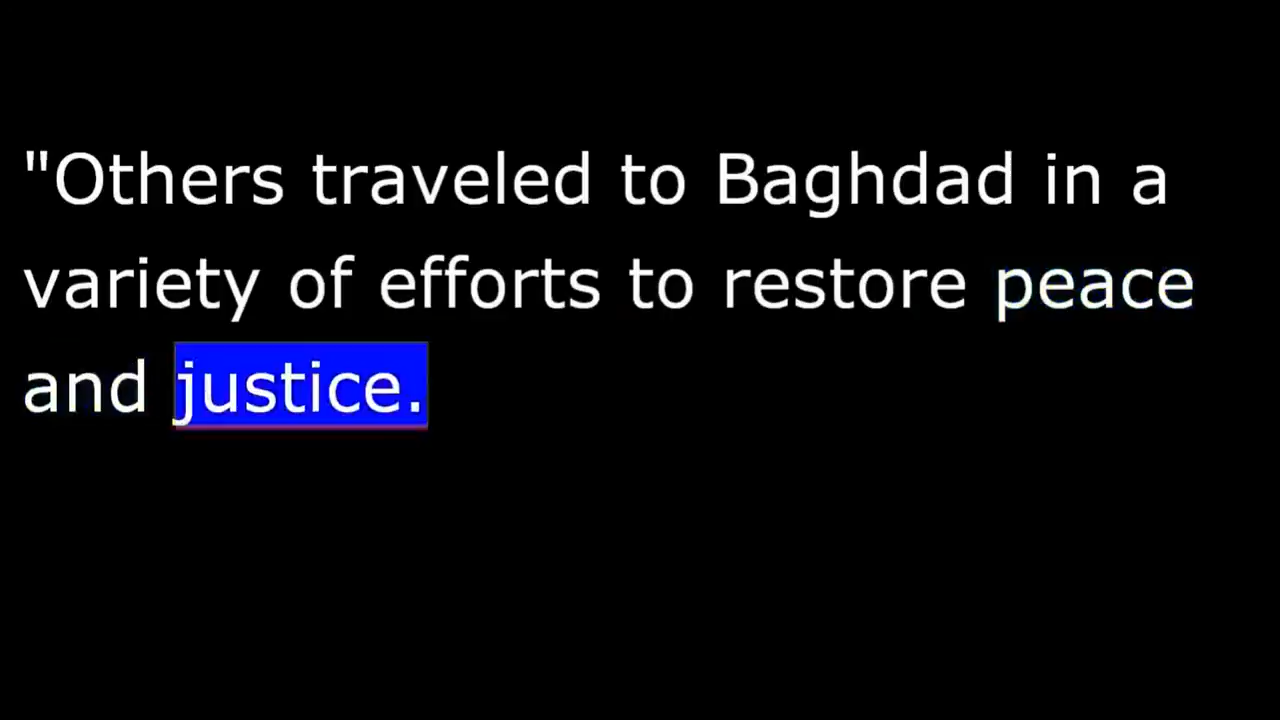 "Others traveled to Baghdad in a
variety of efforts to restore peace
and justice.